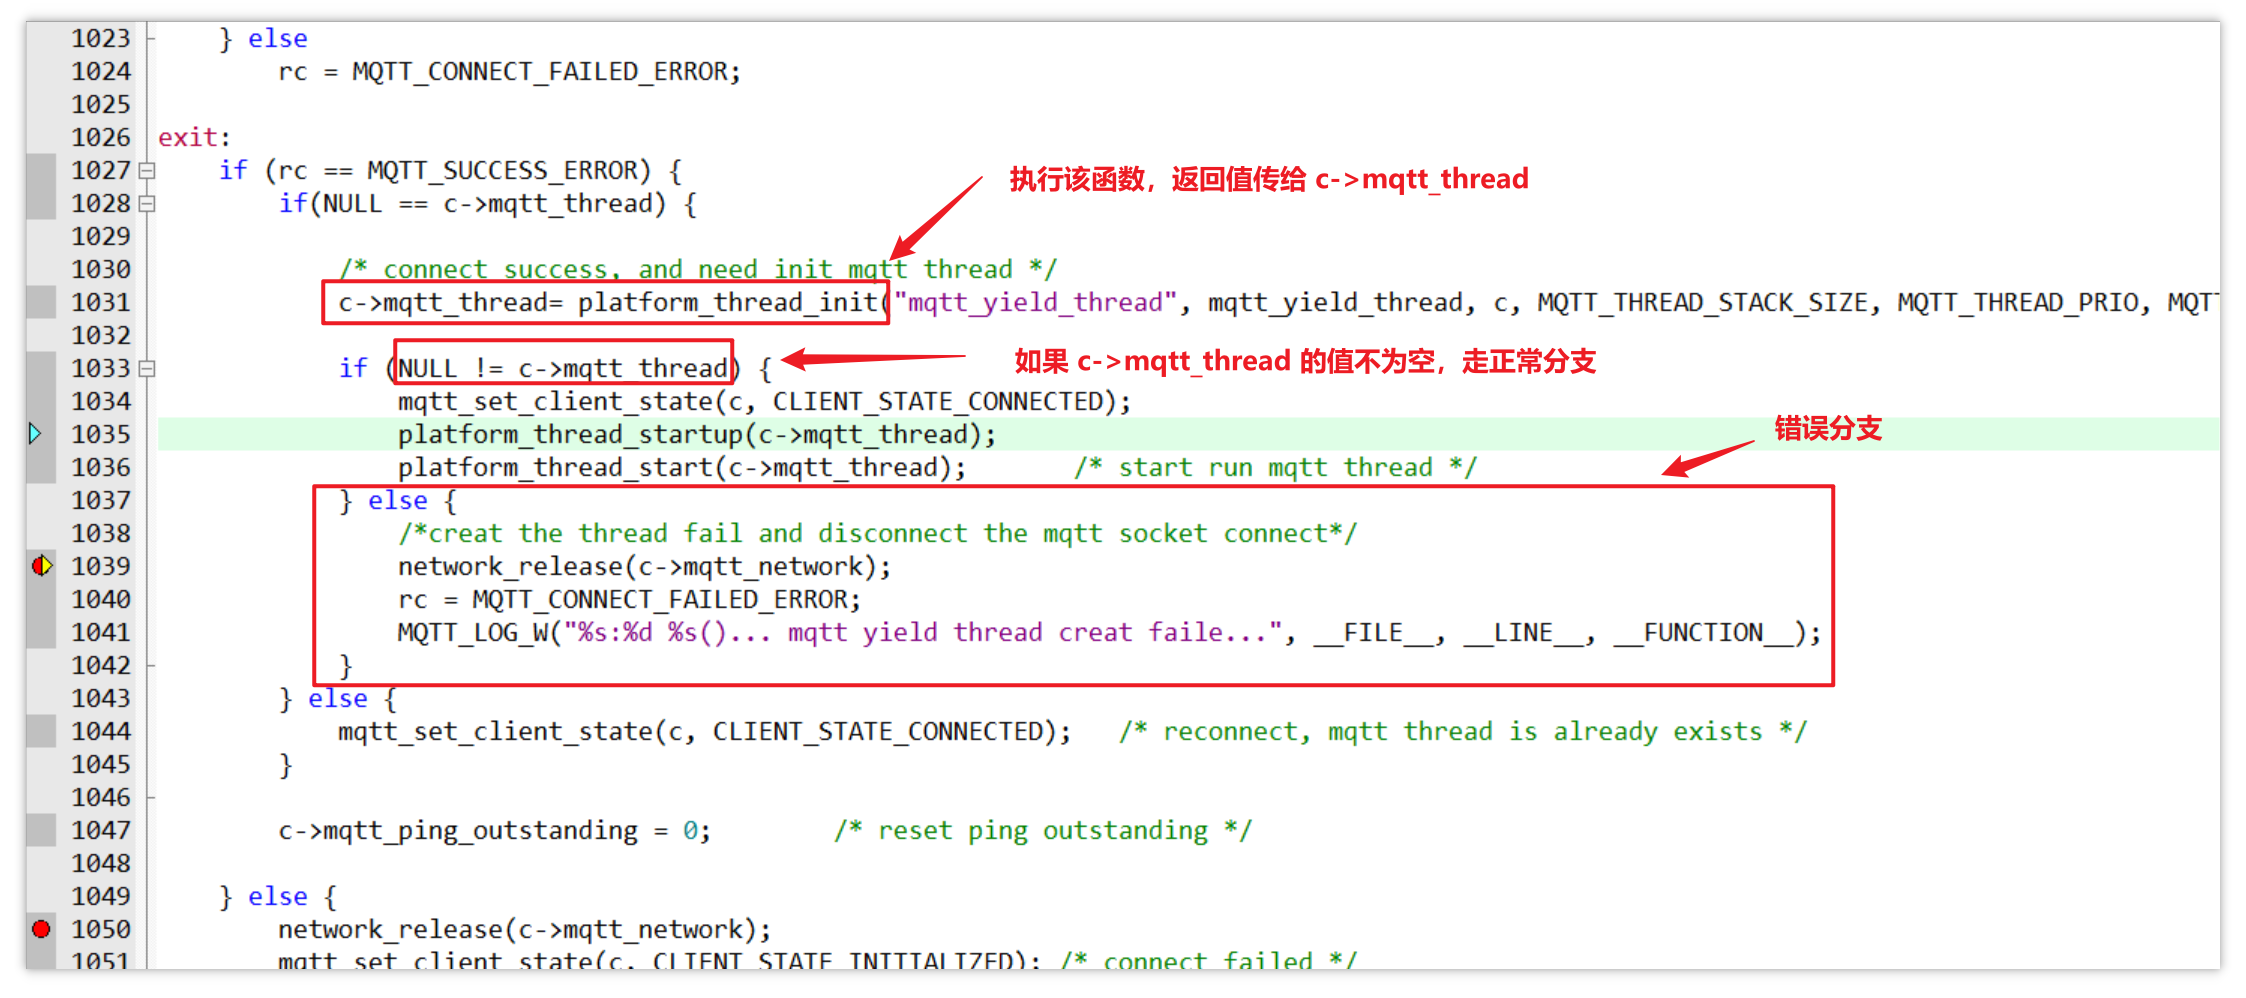 1023 } else
1024 rc = MQTT_CONNECT_FAILED_ERROR;
1025
1026 exit:
1027 if (rc == MQTT_SUCCESS_ERROR) {
执行该函数，返回值传给 c->mqtt_thread
1028 if(NULL == c->mqtt_thread) {
1029
1030 /* connect success, and need init mqtt thread */
1031 c->mqtt_thread= platform_thread_init("mqtt_yield_thread", mqtt_yield_thread, c, MQTT_THREAD_STACK_SIZE, MQTT_THREAD_PRIO, MQTT
1032
1033 if (NULL != c->mqtt_thread) {
如果 c->mqtt_thread 的值不为空，走正常分支
1034 mqtt_set_client_state(c, CLIENT_STATE_CONNECTED);
1035 platform_thread_startup(c->mqtt_thread);
错误分支
1036 platform_thread_start(c->mqtt_thread); /* start run mqtt thread */
1037 } else {
1038 /*creat the thread fail and disconnect the mqtt socket connect*/
1039 network_release(c->mqtt_network);
1040 rc = MQTT_CONNECT_FAILED_ERROR;
1041 MQTT_LOG_W("%s:%d %s()... mqtt yield thread creat faile...", __FILE__, __LINE__, __FUNCTION__);
1042 }
1043 } else {
1044 mqtt_set_client_state(c, CLIENT_STATE_CONNECTED); /* reconnect, mqtt thread is already exists */
1045 }
1046
1047 c->mqtt_ping_outstanding = 0; /* reset ping outstanding */
1048
1049 } else {
1050 network_release(c->mqtt_network);
1051 mqtt_set_client_state(c, CLIENT_STATE_INITIALIZED); /* connect failed */